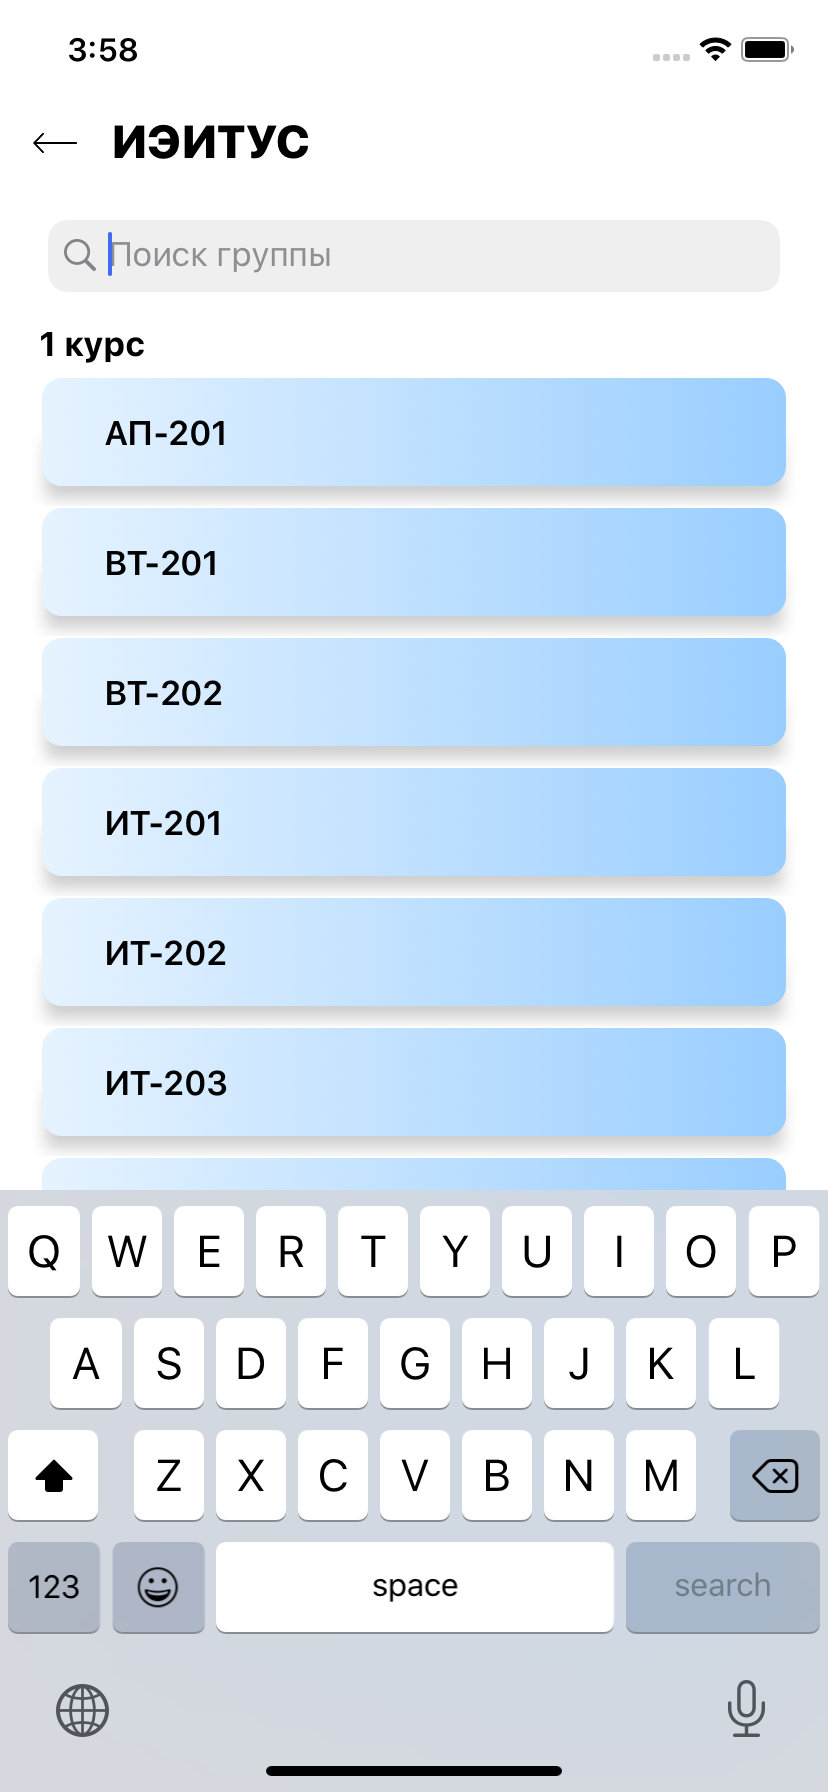 3:58
ИЭИТУС
Поиск группы
1 курс
АП-201
ВТ-201
ВТ-202
ИТ-201
ИТ-202
ИТ-203
Q W E R T Y U I O P
A S D F G H J K L
Z X C V B N M
123 space search